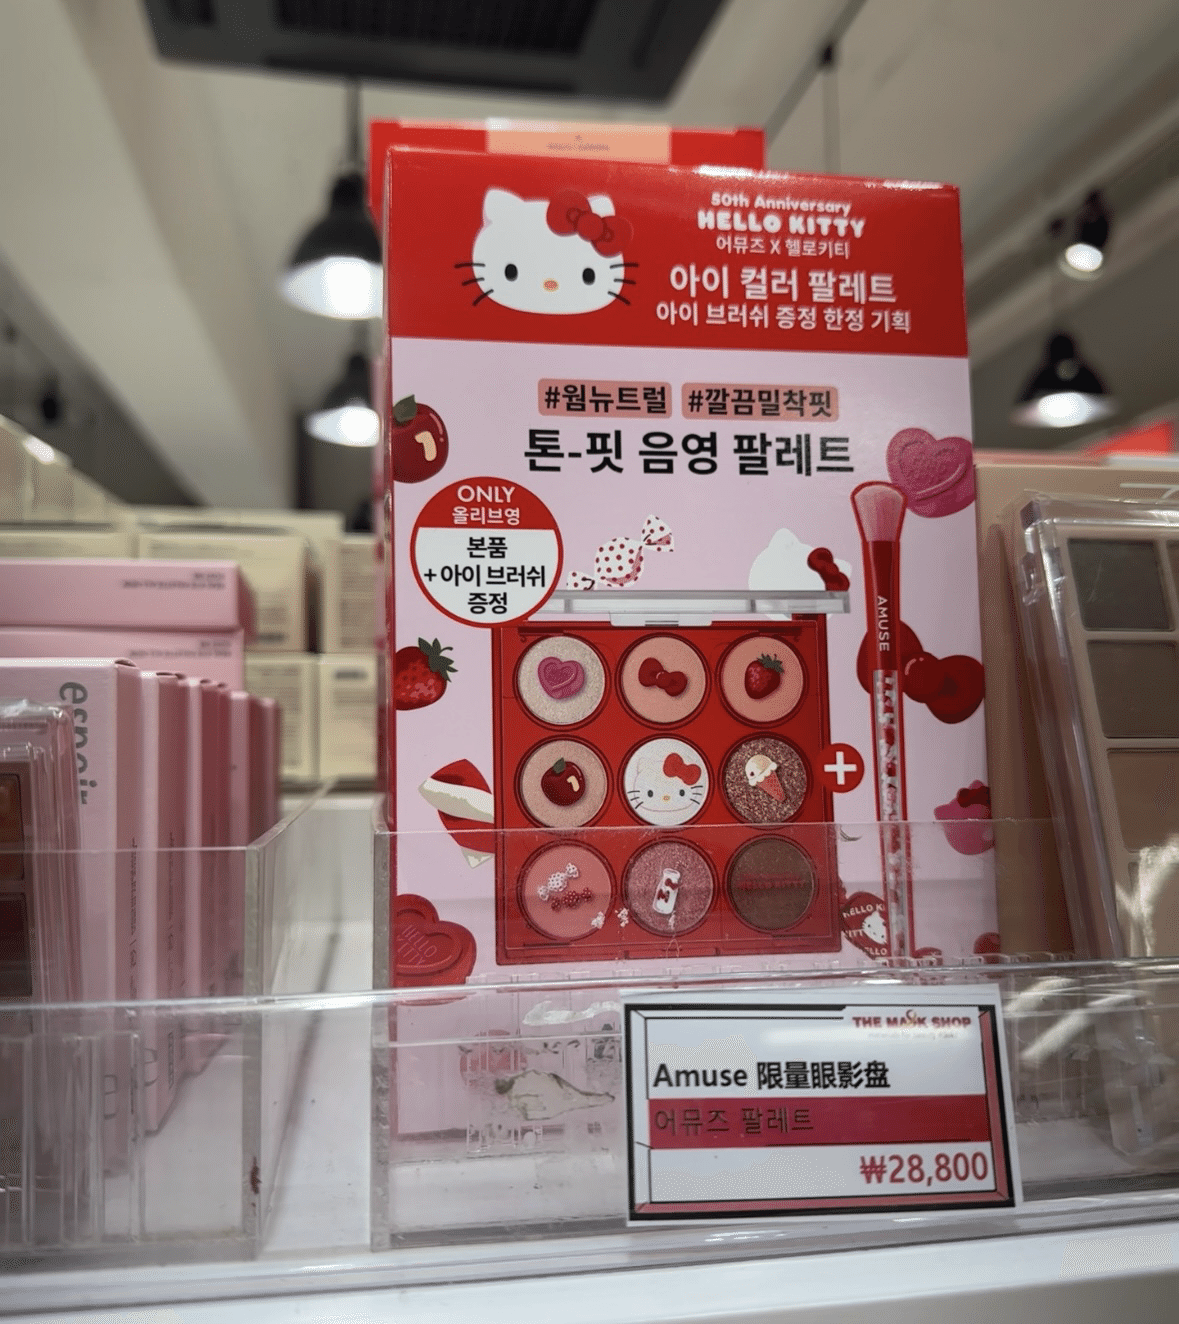 50th Anniversary
HELLO KITTY
어뮤즈 X 헬로키티
아이 컬러 팔레트
아이 브러쉬 증정 한정 기획
#웜뉴트럴 #깔끔밀착핏
톤-핏 음영 팔레트
ONLY
올리브영
본품
+ 아이 브러쉬
증정
AMUSE
HELLO KITTY
espoir
THE MASK SHOP
Amuse 限量眼影盘
어뮤즈 팔레트
₩28,800